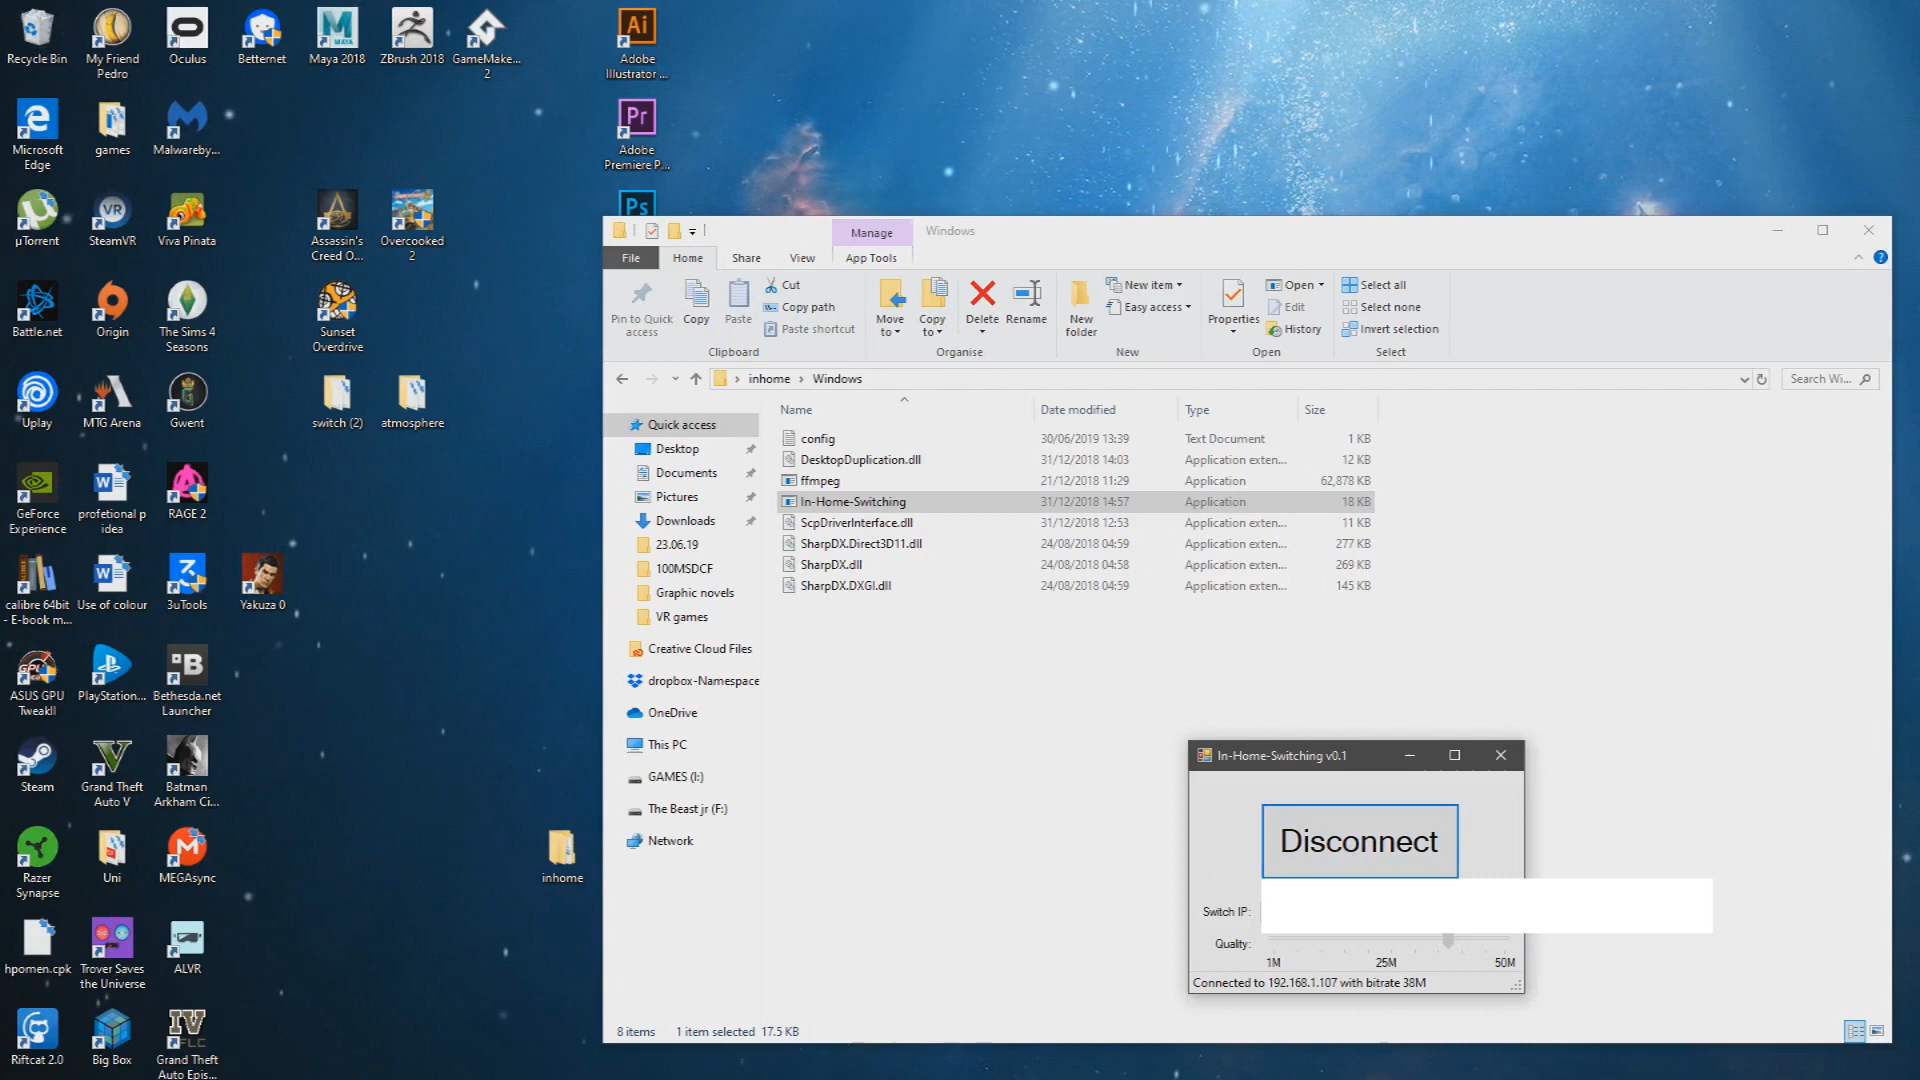 Recycle Bin
My Friend
Pedro
Oculus
Betternet
Maya 2018
ZBrush 2018
GameMake...
2
Ai
Adobe
Illustrator ...
Microsoft
Edge
games
Malwareby...
Pr
Adobe
Premiere P...
µTorrent
VR
SteamVR
Viva Pinata
Assassin's
Creed O...
Overcooked
2
Ps
Battle.net
Origin
The Sims 4
Seasons
Sunset
Overdrive
Uplay
MTG Arena
Gwent
switch (2)
atmosphere
GeForce
Experience
profetional p
idea
RAGE 2
calibre 64bit
- E-book m...
Use of colour
3uTools
Yakuza 0
ASUS GPU
TweakII
PlayStation...
Bethesda.net
Launcher
Steam
Grand Theft
Auto V
Batman
Arkham Ci...
Razer
Synapse
Uni
MEGAsync
inhome
hpomen.cpk
Trover Saves
the Universe
ALVR
Riftcat 2.0
Big Box
Grand Theft
Auto Epis...
Manage
Windows
File
Home
Share
View
App Tools
Pin to Quick
access
Copy
Paste
Cut
Copy path
Paste shortcut
Clipboard
Move
to
Copy
to
Delete
Rename
Organise
New
folder
New item
Easy access
New
Properties
Open
Edit
History
Open
Select all
Select none
Invert selection
Select
inhome > Windows
Search Wi...
Quick access
Desktop
Documents
Pictures
Downloads
23.06.19
100MSDCF
Graphic novels
VR games
Creative Cloud Files
dropbox-Namespace
OneDrive
This PC
GAMES (I:)
The Beast jr (F:)
Network
Name Date modified Type Size
config 30/06/2019 13:39 Text Document 1 KB
DesktopDuplication.dll 31/12/2018 14:03 Application exten... 12 KB
ffmpeg 21/12/2018 11:29 Application 62,878 KB
In-Home-Switching 31/12/2018 14:57 Application 18 KB
ScpDriverInterface.dll 31/12/2018 12:53 Application exten... 11 KB
SharpDX.Direct3D11.dll 24/08/2018 04:59 Application exten... 277 KB
SharpDX.dll 24/08/2018 04:58 Application exten... 269 KB
SharpDX.DXGI.dll 24/08/2018 04:59 Application exten... 145 KB
In-Home-Switching v0.1
Disconnect
Switch IP:
Quality:
1M 25M 50M
Connected to 192.168.1.107 with bitrate 38M
8 items 1 item selected 17.5 KB